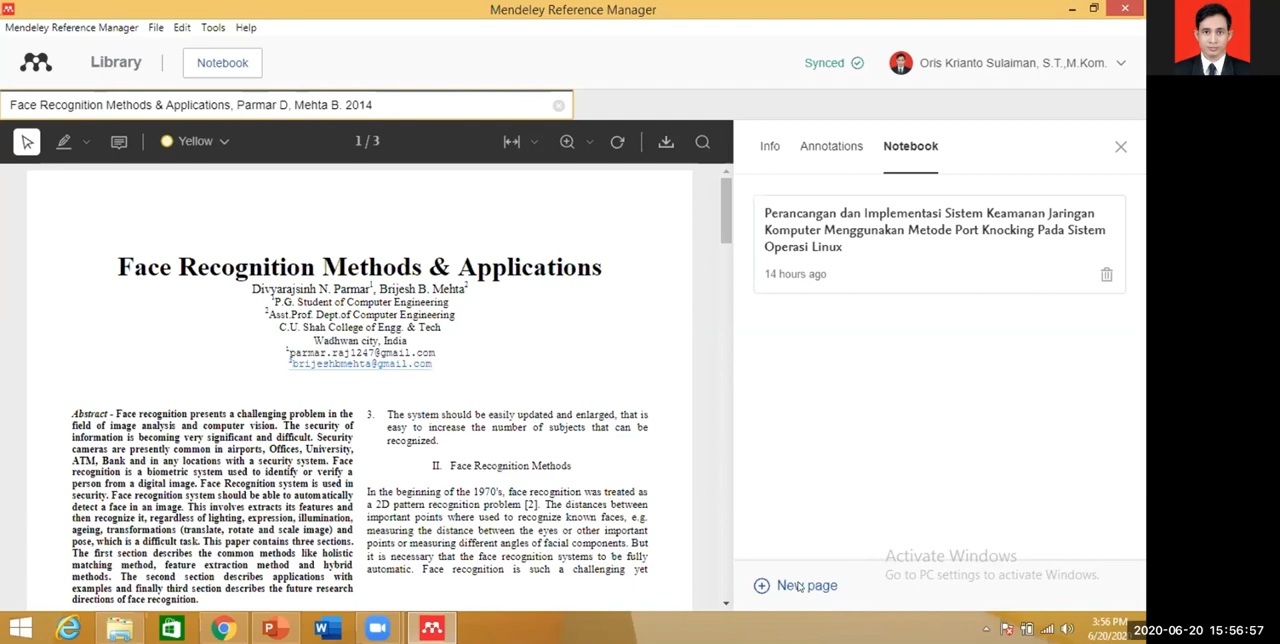 Mendeley Reference Manager
Mendeley Reference Manager File Edit Tools Help
Library Notebook Synced Oris Krianto Sulaiman, S.T.,M.Kom.
Face Recognition Methods & Applications, Parmar D, Mehta B. 2014
Yellow 1 / 3
Info Annotations Notebook
Face Recognition Methods & Applications
Divyarajsinh N. Parmar1, Brijesh B. Mehta2
1P.G. Student of Computer Engineering
2Asst.Prof. Dept.of Computer Engineering
C.U. Shah College of Engg. & Tech
Wadhwan city, India
1parmar.raj1247@gmail.com
2brijeshbmehta@gmail.com
Abstract - Face recognition presents a challenging problem in the
field of image analysis and computer vision. The security of
information is becoming very significant and difficult. Security
cameras are presently common in airports, Offices, University,
ATM, Bank and in any locations with a security system. Face
recognition is a biometric system used to identify or verify a
person from a digital image. Face Recognition system is used in
security. Face recognition system should be able to automatically
detect a face in an image. This involves extracts its features and
then recognize it, regardless of lighting, expression, illumination,
ageing, transformations (translate, rotate and scale image) and
pose, which is a difficult task. This paper contains three sections.
The first section describes the common methods like holistic
matching method, feature extraction method and hybrid
methods. The second section describes applications with
examples and finally third section describes the future research
directions of face recognition.
3. The system should be easily updated and enlarged, that is
easy to increase the number of subjects that can be
recognized.
II. Face Recognition Methods
In the beginning of the 1970's, face recognition was treated as
a 2D pattern recognition problem [2]. The distances between
important points where used to recognize known faces, e.g.
measuring the distance between the eyes or other important
points or measuring different angles of facial components. But
it is necessary that the face recognition systems to be fully
automatic. Face recognition is such a challenging yet
Perancangan dan Implementasi Sistem Keamanan Jaringan
Komputer Menggunakan Metode Port Knocking Pada Sistem
Operasi Linux
14 hours ago
Activate Windows
Go to PC settings to activate Windows.
New page
3:56 PM
6/20/20
2020-06-20 15:56:57